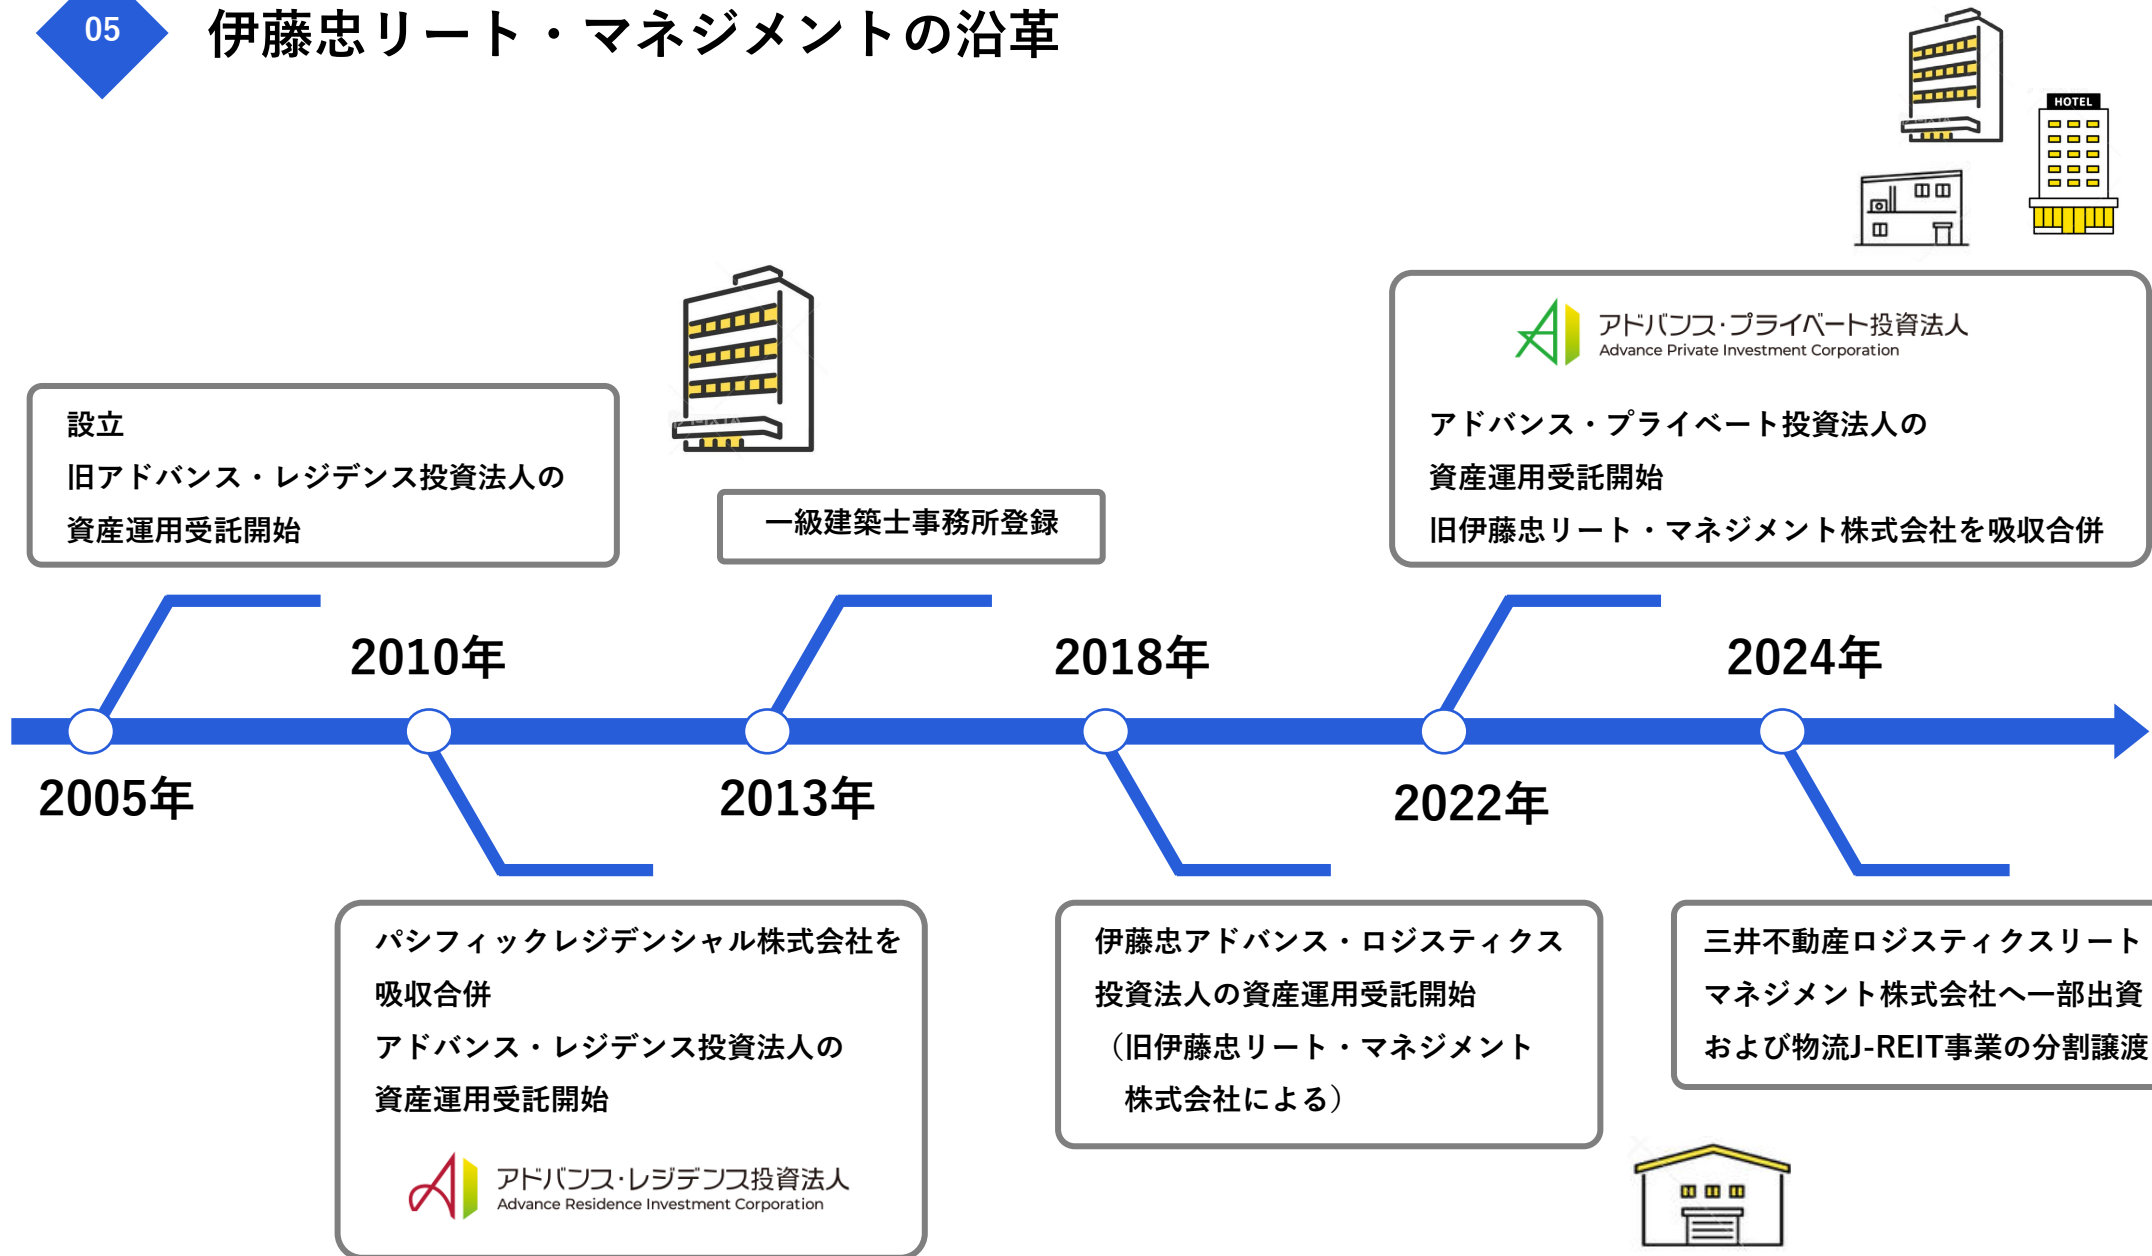 05
伊藤忠リート・マネジメントの沿革
HOTEL
アドバンス・プライベート投資法人
Advance Private Investment Corporation
アドバンス・プライベート投資法人の
資産運用受託開始
旧伊藤忠リート・マネジメント株式会社を吸収合併
設立
旧アドバンス・レジデンス投資法人の
資産運用受託開始
一級建築士事務所登録
2010年
2018年
2024年
2005年
2013年
2022年
パシフィックレジデンシャル株式会社を
吸収合併
アドバンス・レジデンス投資法人の
資産運用受託開始
アドバンス・レジデンス投資法人
Advance Residence Investment Corporation
伊藤忠アドバンス・ロジスティクス
投資法人の資産運用受託開始
（旧伊藤忠リート・マネジメント
株式会社による）
三井不動産ロジスティクスリート
マネジメント株式会社へ一部出資
および物流J-REIT事業の分割譲渡